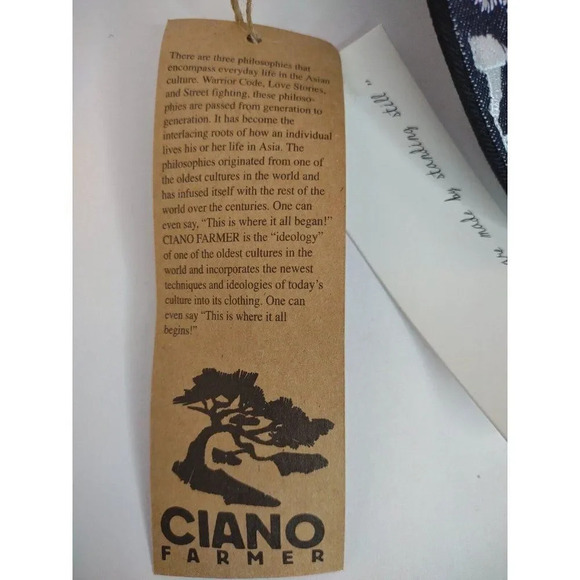 There are three philosophies that
encompass everyday life in the Asian
culture. Warrior Code, Love Stories,
and Street fighting, these philoso-
phies are passed from generation to
generation. It has become the
interlacing roots of how an individual
lives his or her life in Asia. The
philosophies originated from one of
the oldest cultures in the world and
has infused itself with the rest of the
world over the centuries. One can
even say, “This is where it all began!”
CIANO FARMER is the “ideology”
of one of the oldest cultures in the
world and incorporates the newest
techniques and ideologies of today’s
culture into its clothing. One can
even say “This is where it all
begins!”
CIANO
FARMER
are made by standing still"